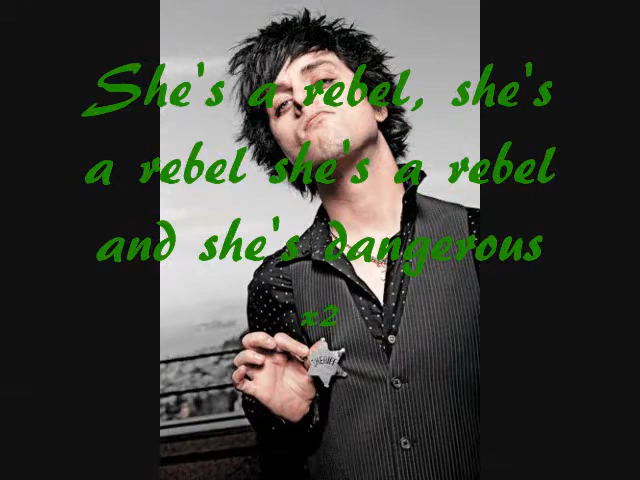 She's a rebel, she's
a rebel she's a rebel
and she's dangerous
x2
SHERIFF